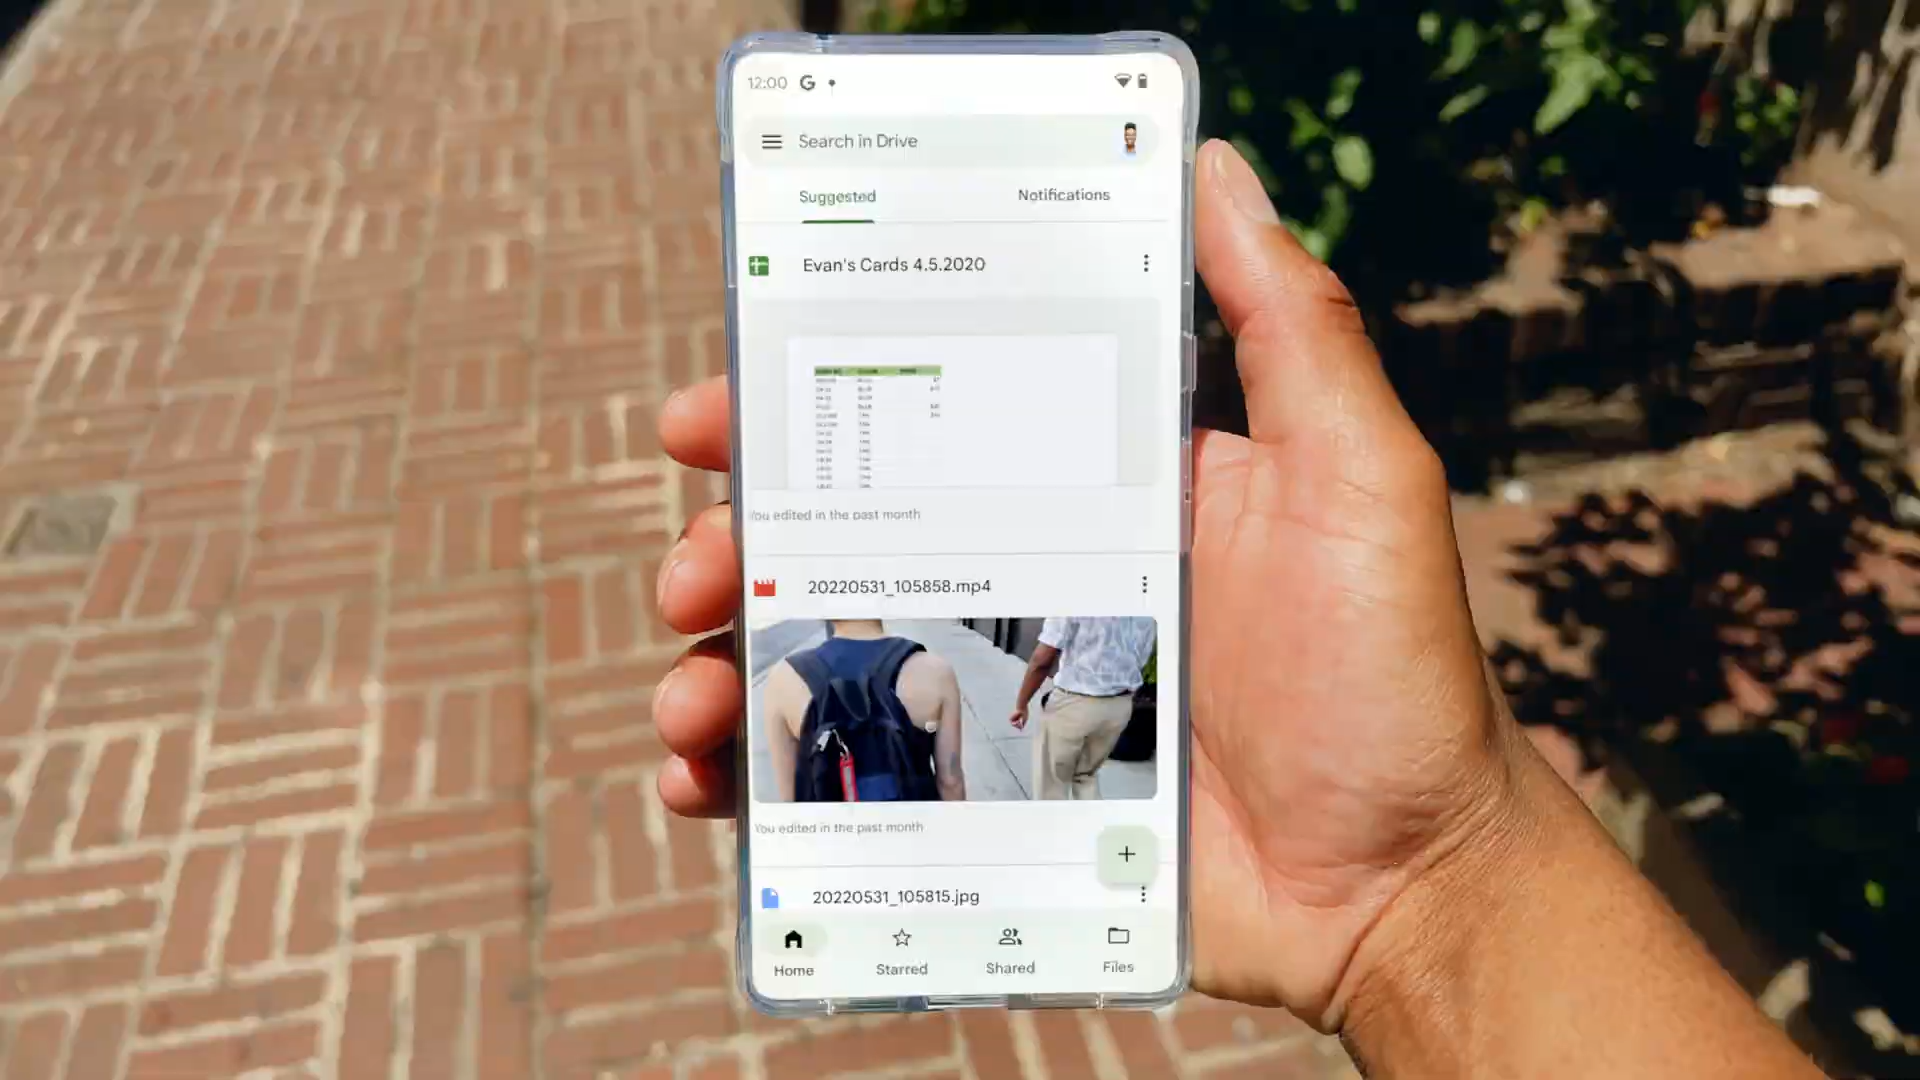 12:00 G
Search in Drive
Suggested
Notifications
Evan's Cards 4.5.2020
You edited in the past month
20220531_105858.mp4
You edited in the past month
20220531_105815.jpg
Home
Starred
Shared
Files